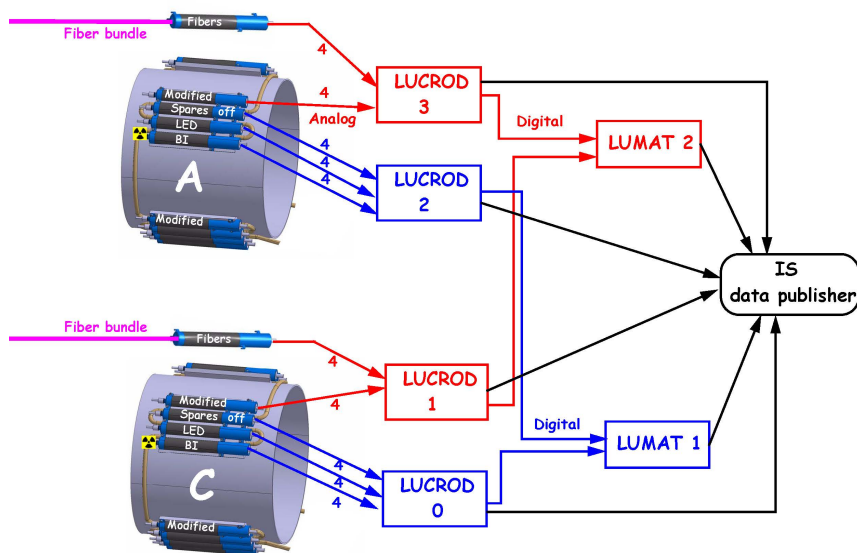 Fibers
Fiber bundle
4
LUCROD
3
Modified
4
Spares off
Analog
LED
BI
Digital
LUMAT 2
4
4
4
A
LUCROD
2
Modified
IS
data publisher
Fiber bundle
Fibers
4
LUCROD
1
Modified
4
Spares off
LED
BI
Digital
LUMAT 1
4
4
4
C
LUCROD
0
Modified